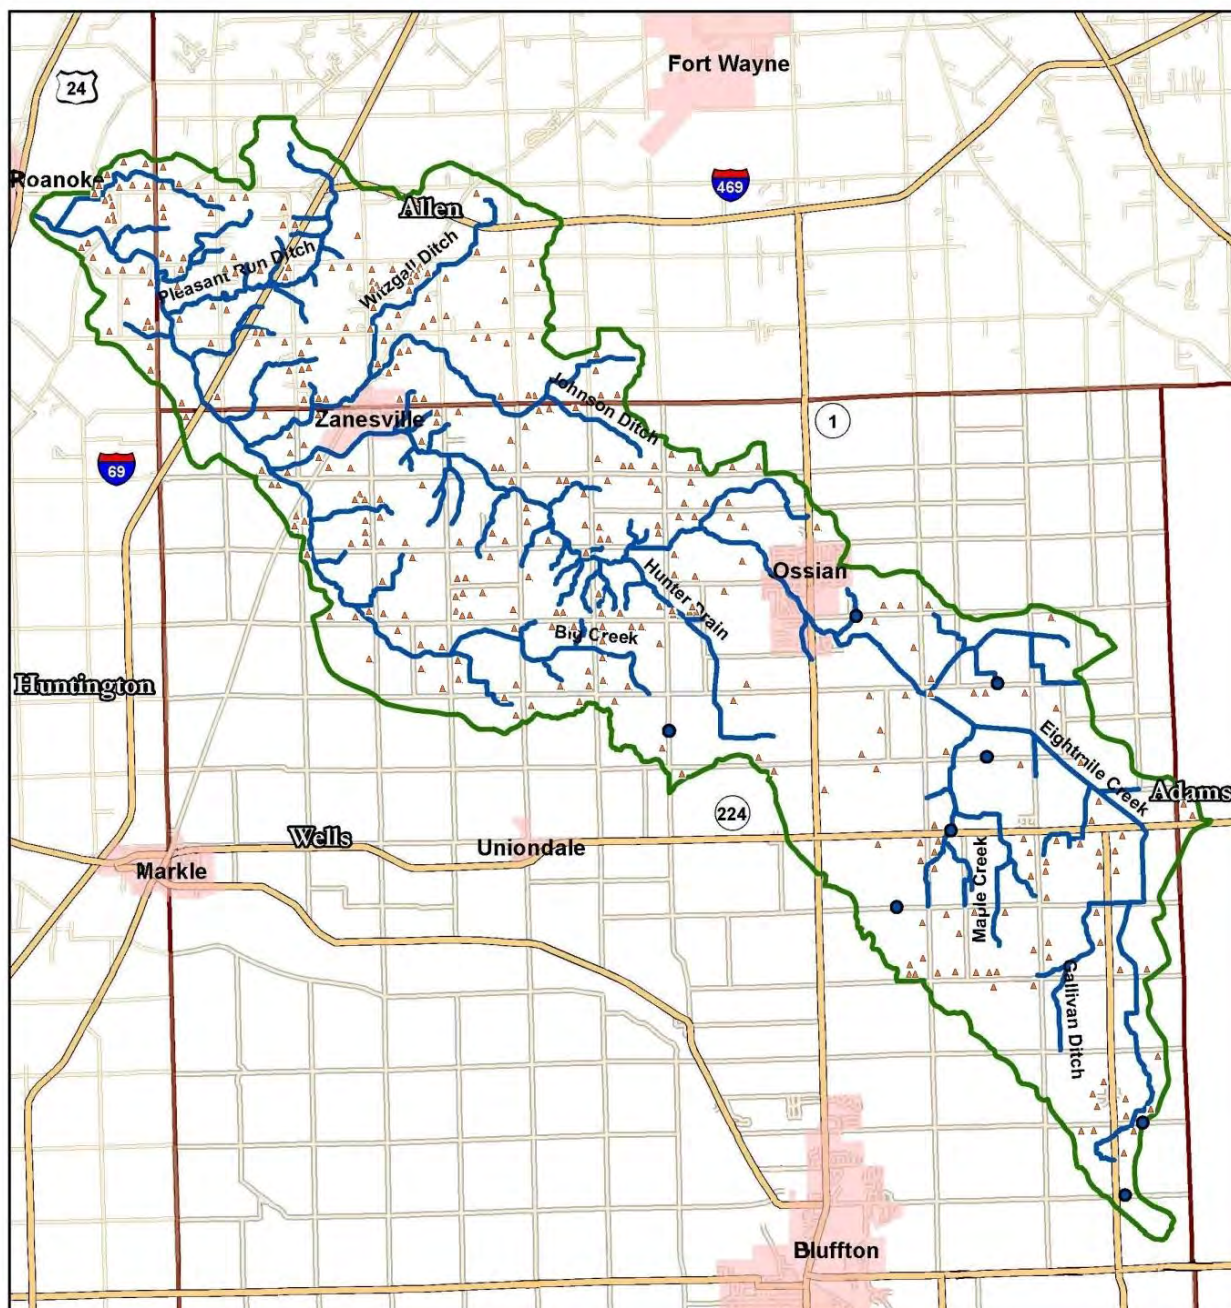 Fort Wayne
24
Roanoke
469
Allen
Pleasant Run Ditch
Witzgall Ditch
Johnson Ditch
Zanesville
1
69
Ossian
Hunter Drain
Big Creek
Huntington
Eightmile Creek
Adams
224
Wells
Uniondale
Markle
Maple Creek
Gallivan Ditch
Bluffton